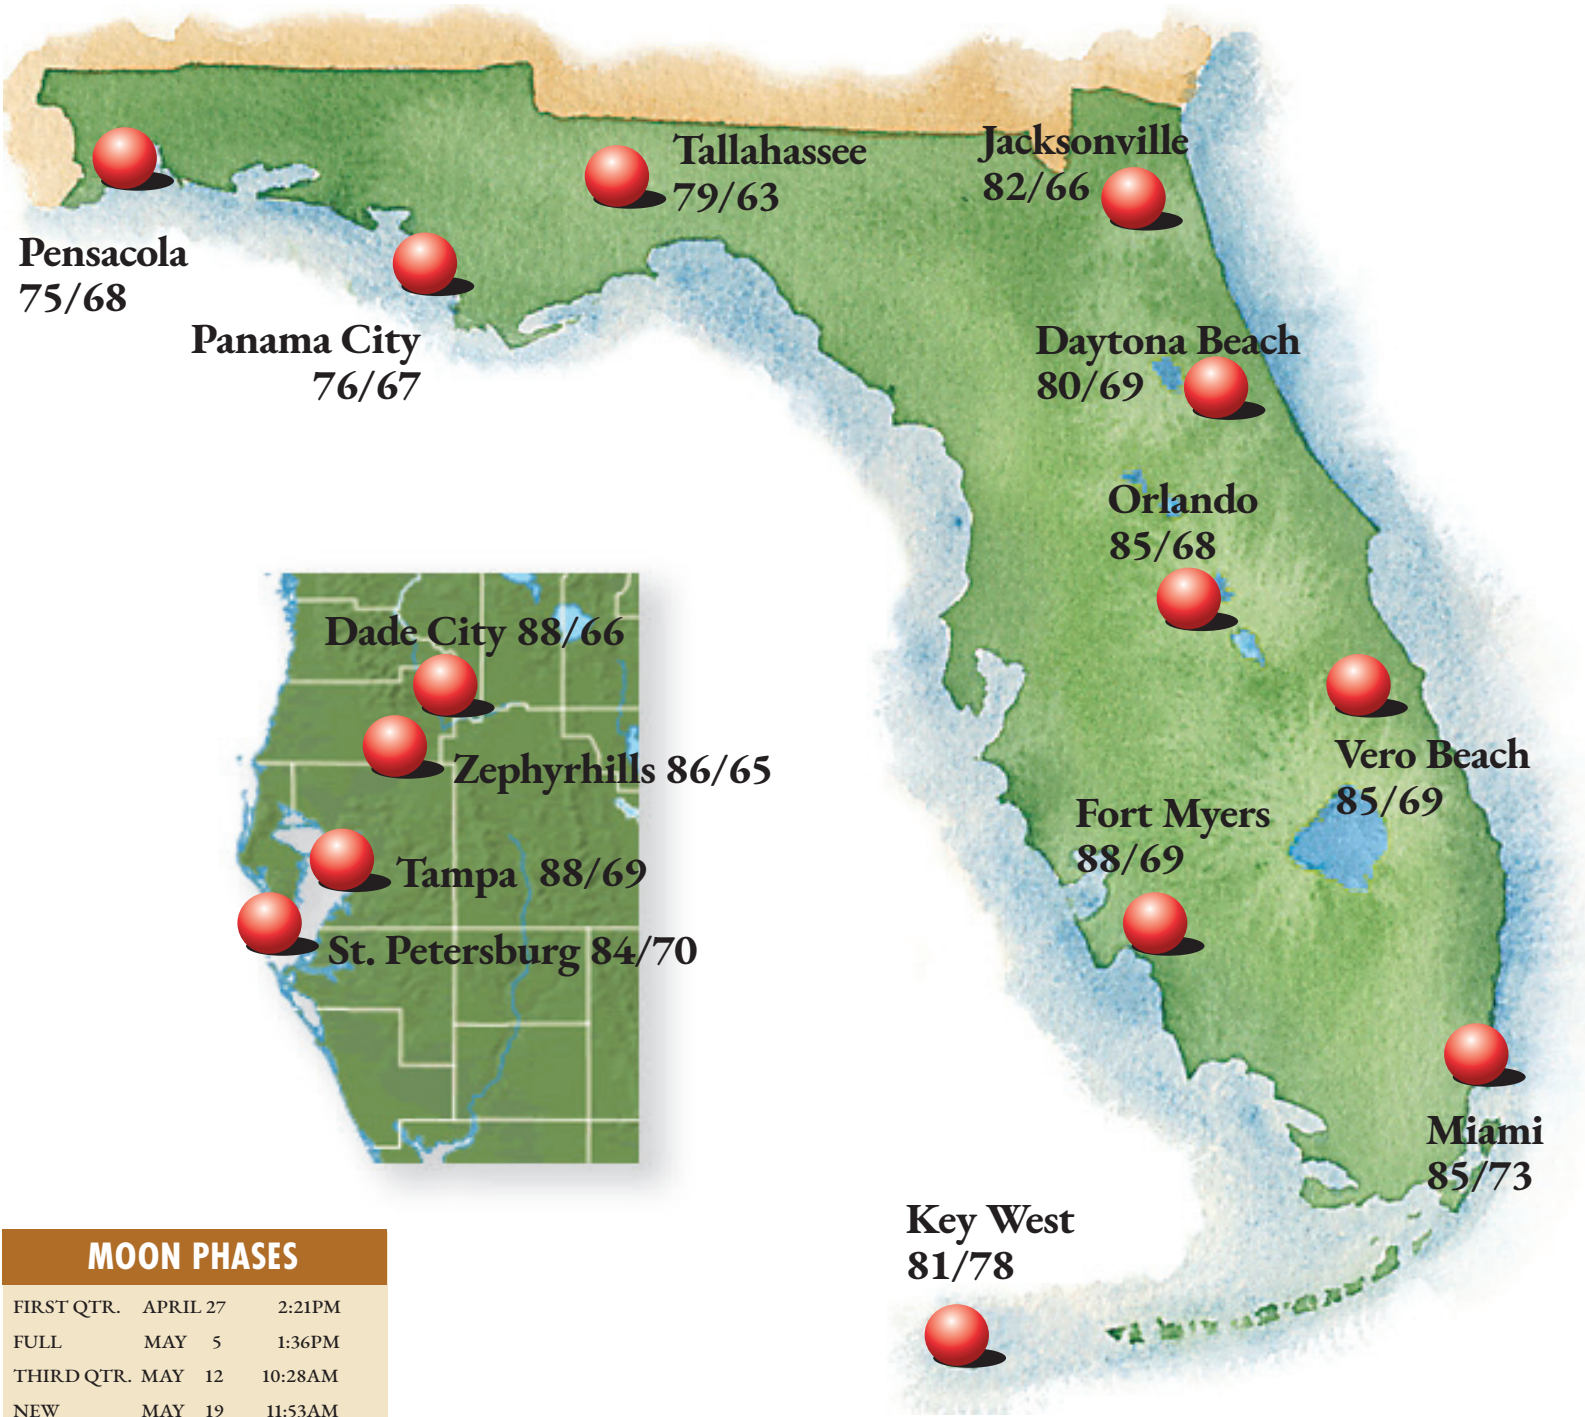 Tallahassee
79/63
Jacksonville
82/66
Pensacola
75/68
Panama City
76/67
Daytona Beach
80/69
Orlando
85/68
Dade City 88/66
Zephyrhills 86/65
Vero Beach
85/69
Fort Myers
88/69
Tampa 88/69
St. Petersburg 84/70
Miami
85/73
Key West
81/78
MOON PHASES
FIRST QTR. APRIL 27 2:21PM
FULL MAY 5 1:36PM
THIRD QTR. MAY 12 10:28AM
NEW MAY 19 11:53AM